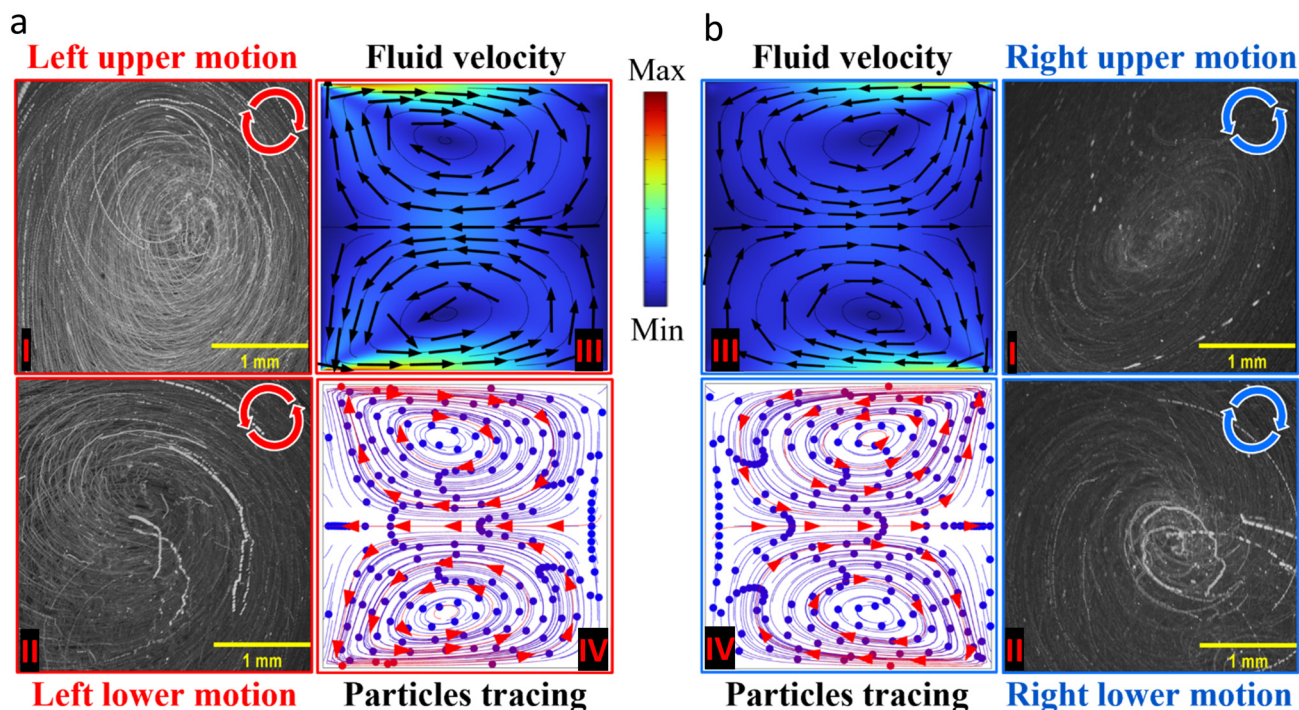 a
b
Left upper motion
Fluid velocity
Max
Fluid velocity
Right upper motion
I
1 mm
III
Min
III
I
1 mm
II
1 mm
IV
IV
II
1 mm
Left lower motion
Particles tracing
Particles tracing
Right lower motion